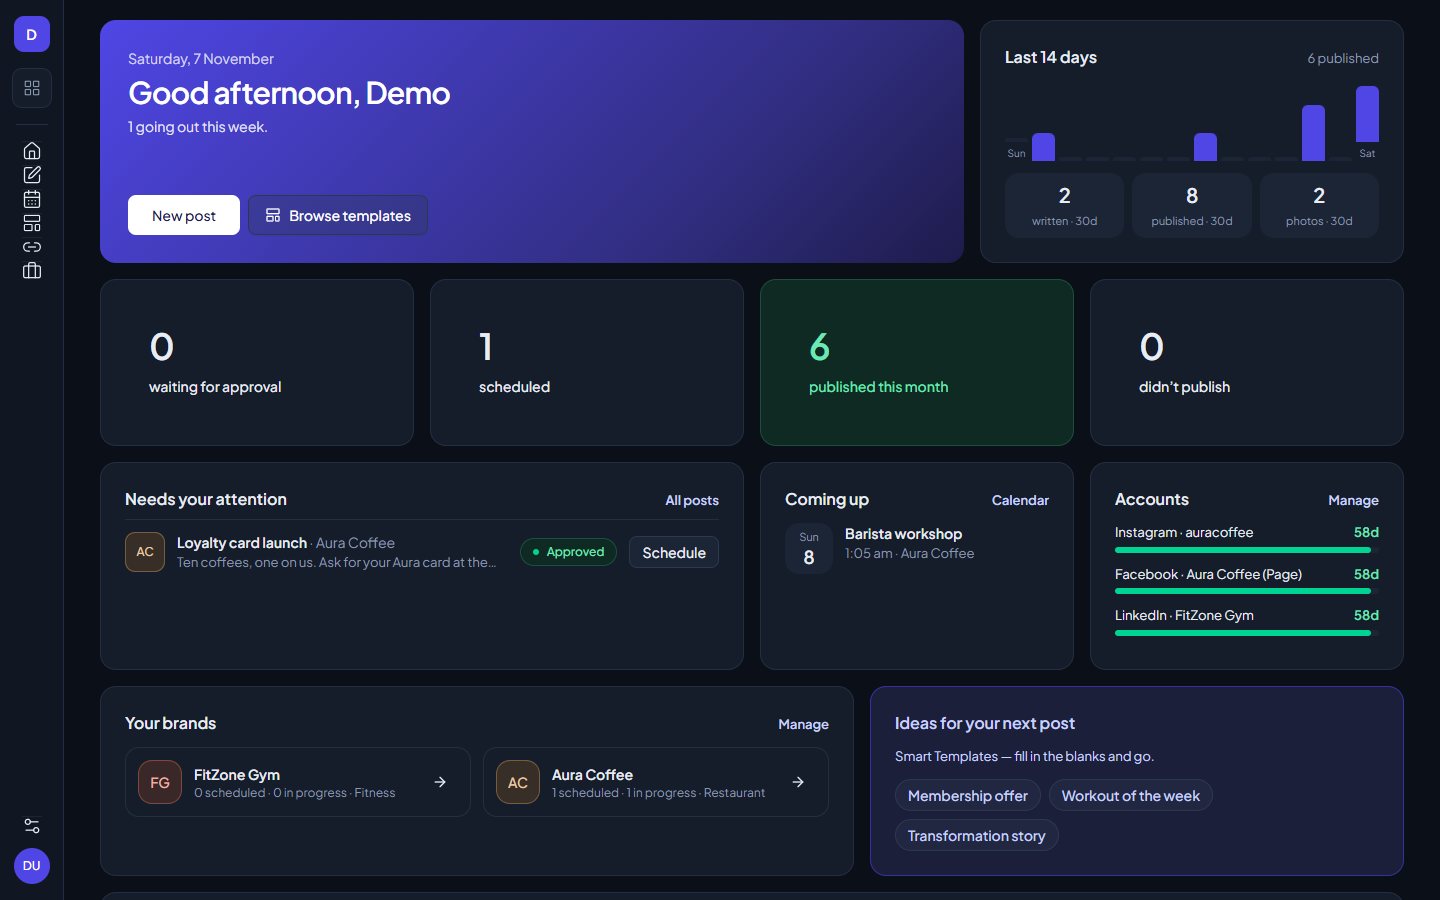 D
Saturday, 7 November
Good afternoon, Demo
1 going out this week.
New post
Browse templates
Last 14 days
6 published
Sun
Sat
2
written · 30d
8
published · 30d
2
photos · 30d
0
waiting for approval
1
scheduled
6
published this month
0
didn't publish
Needs your attention
All posts
AC
Loyalty card launch · Aura Coffee
Ten coffees, one on us. Ask for your Aura card at the...
Approved
Schedule
Coming up
Calendar
Sun
8
Barista workshop
1:05 am · Aura Coffee
Accounts
Manage
Instagram · auracoffee
58d
Facebook · Aura Coffee (Page)
58d
LinkedIn · FitZone Gym
58d
Your brands
Manage
FG
FitZone Gym
0 scheduled · 0 in progress · Fitness
AC
Aura Coffee
1 scheduled · 1 in progress · Restaurant
Ideas for your next post
Smart Templates — fill in the blanks and go.
Membership offer
Workout of the week
Transformation story
DU